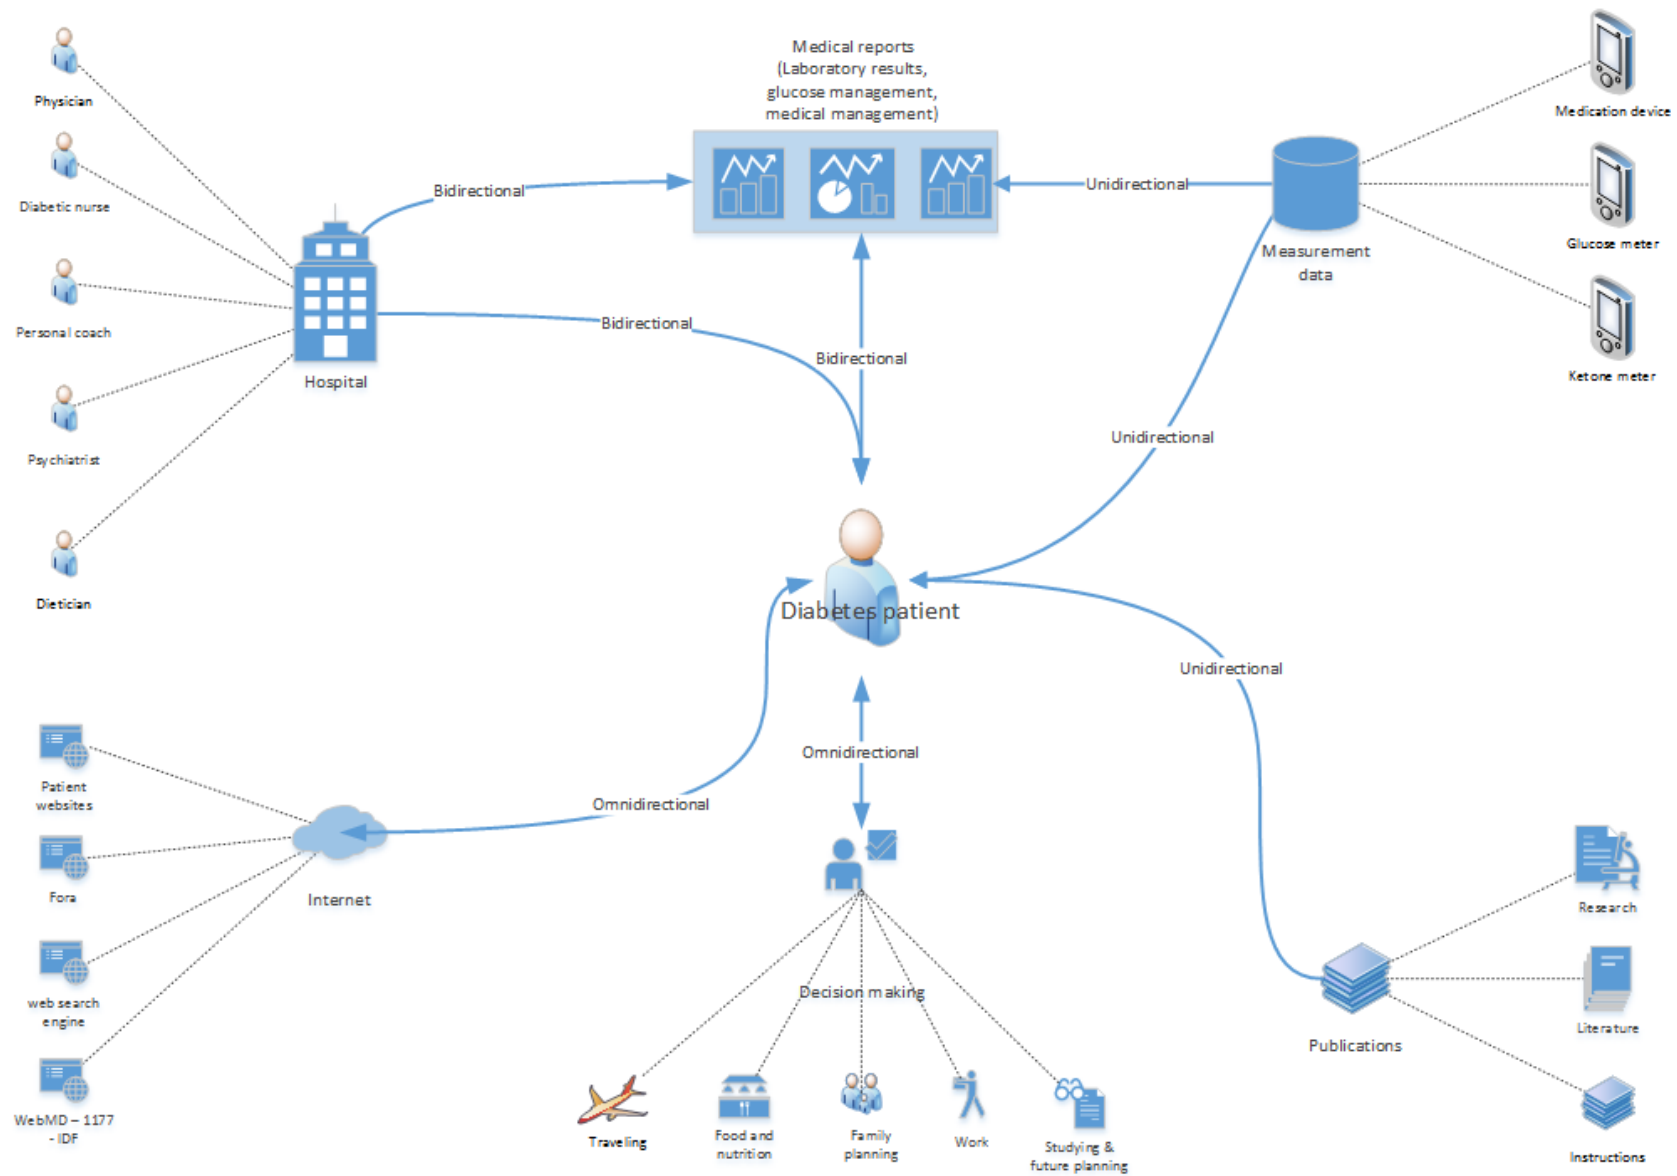 Medical reports
(Laboratory results,
glucose management,
medical management)
Physician
Diabetic nurse
Personal coach
Psychiatrist
Dietician
Hospital
Bidirectional
Bidirectional
Bidirectional
Unidirectional
Measurement
data
Medication device
Glucose meter
Ketone meter
Unidirectional
Diabetes patient
Unidirectional
Omnidirectional
Omnidirectional
Patient
websites
Fora
web search
engine
WebMD – 1177
- IDF
Internet
Decision making
Traveling
Food and
nutrition
Family
planning
Work
Studying &
future planning
Publications
Research
Literature
Instructions